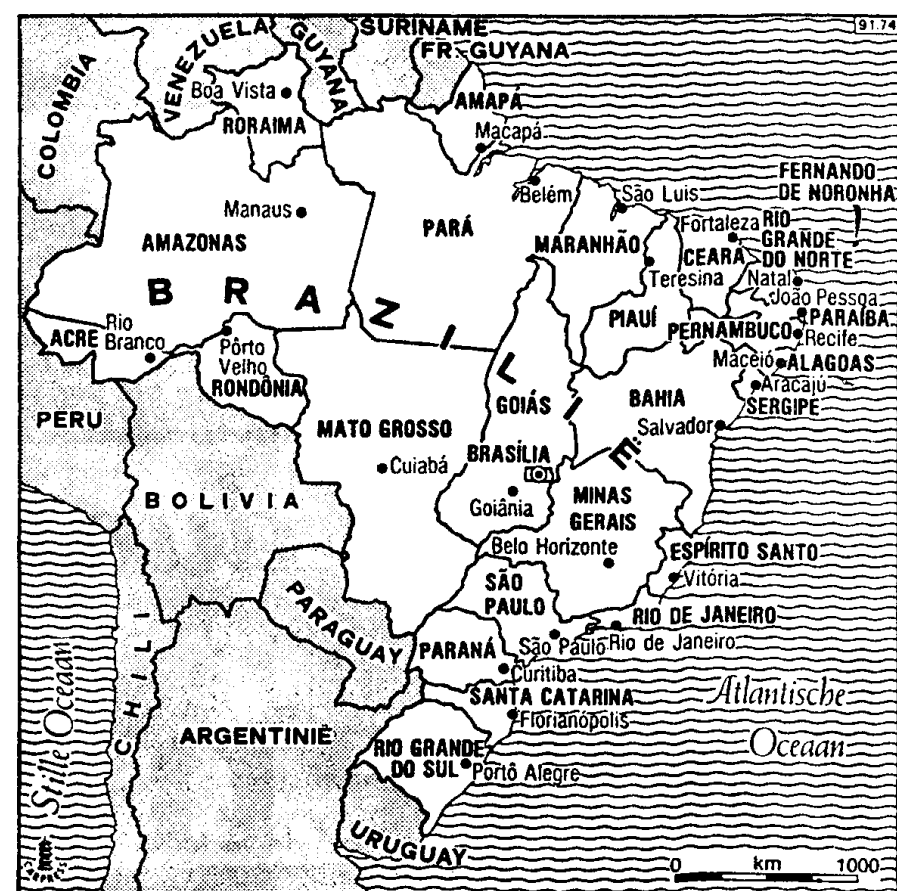 91.74
SURINAME
FR.-GUYANA
VENEZUELA
GUYANA
COLOMBIA
Boa Vista
RORAIMA
AMAPÁ
Macapá
FERNANDO
DE NORONHA
Belém
São Luis
Manaus
AMAZONAS
PARÁ
MARANHÃO
Fortaleza
CEARA
RIO
GRANDE
DO NORTE
Teresina
Natal
João Pessoa
BRAZILIE
PIAUÍ
PARAÍBA
PERNAMBUCO
Recife
ACRE
Rio
Branco
Pôrto
Velho
RONDÔNIA
Maceió
ALAGOAS
Aracajú
SERGIPE
PERU
MATO GROSSO
GOIÁS
BAHIA
Salvador
Cuiabá
BRASÍLIA
BOLIVIA
Goiânia
MINAS
GERAIS
Belo Horizonte
ESPÍRITO SANTO
Vitória
SÃO
PAULO
PARAGUAY
RIO DE JANEIRO
São Paulo
Rio de Janeiro
PARANÁ
Curitiba
CHILI
SANTA CATARINA
Florianópolis
Atlantische
Oceaan
Stille Oceaan
ARGENTINIË
RIO GRANDE
DO SUL
Portô Alegre
URUGUAY
0 km 1000